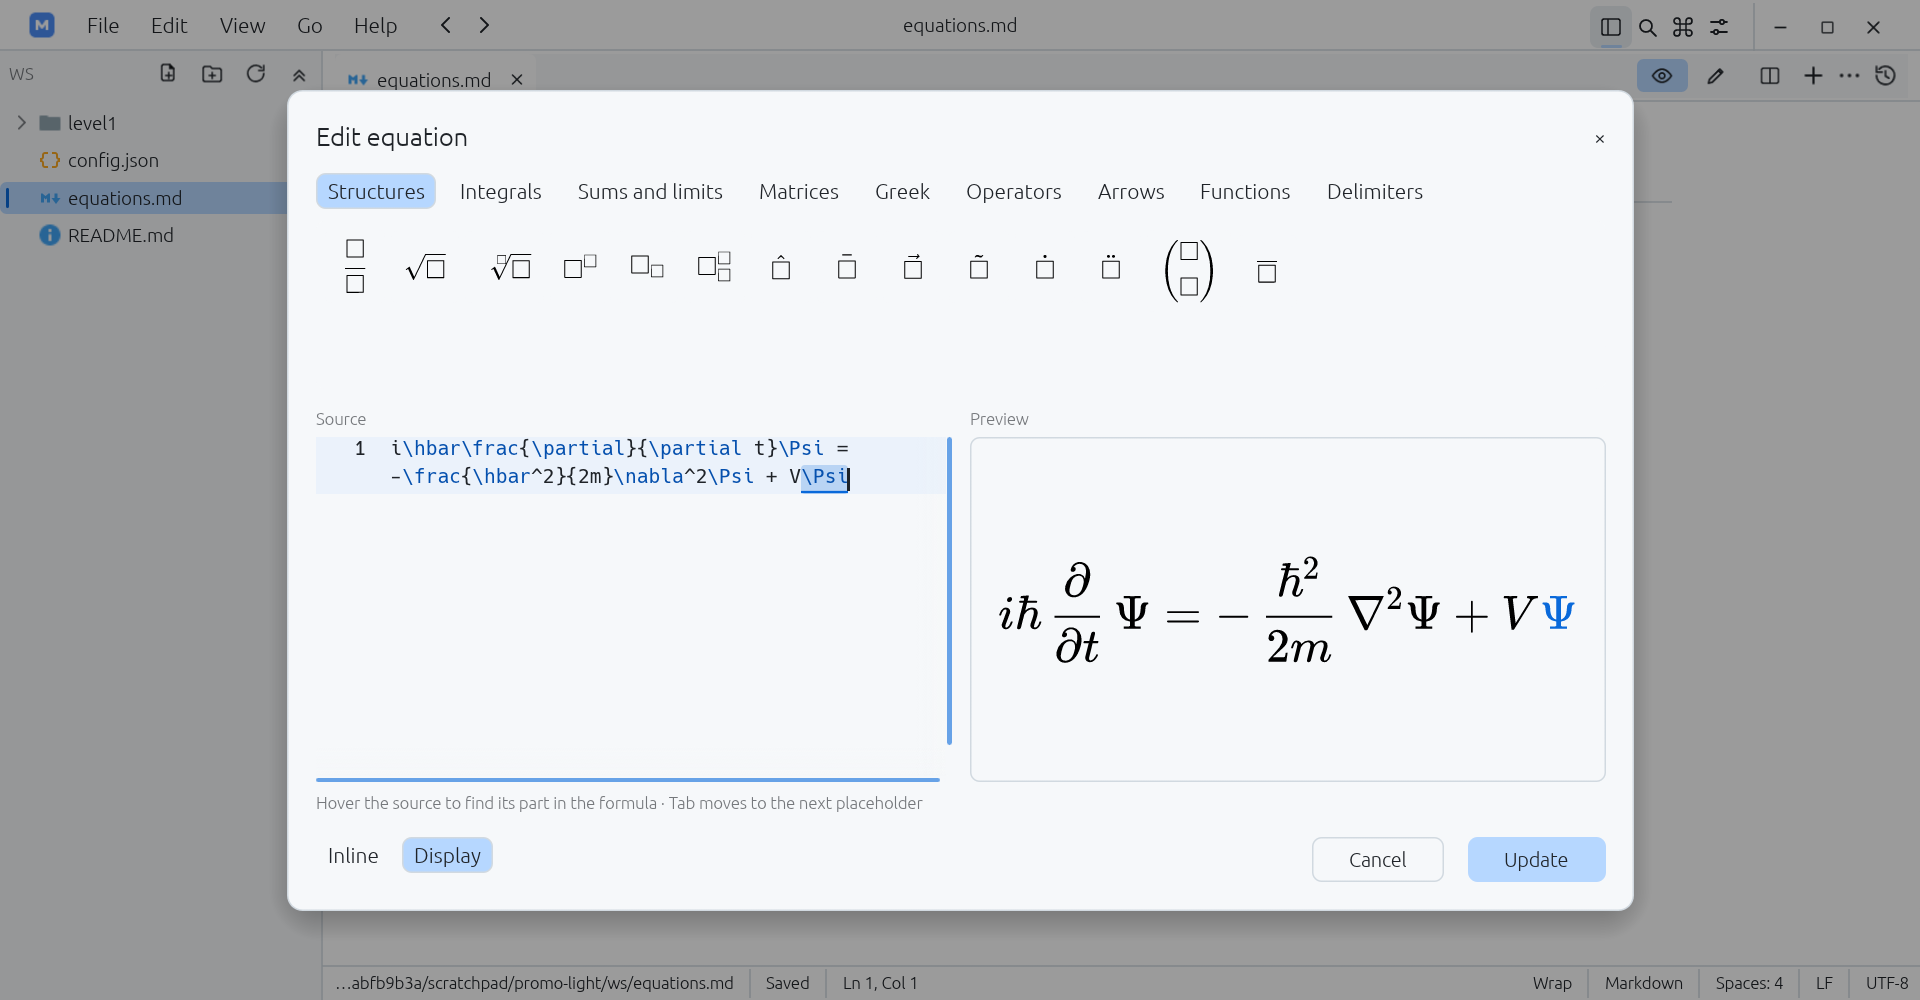 M File Edit View Go Help equations.md
WS
equations.md
level1
config.json
equations.md
README.md
Edit equation
Structures Integrals Sums and limits Matrices Greek Operators Arrows Functions Delimiters
Source
1 i\hbar\frac{\partial}{\partial t}\Psi =
-\frac{\hbar^2}{2m}\nabla^2\Psi + V\Psi
Preview
iħ ∂/∂t Ψ = − ħ²/2m ∇²Ψ + VΨ
Hover the source to find its part in the formula · Tab moves to the next placeholder
Inline Display
Cancel Update
…abfb9b3a/scratchpad/promo-light/ws/equations.md Saved Ln 1, Col 1 Wrap Markdown Spaces: 4 LF UTF-8